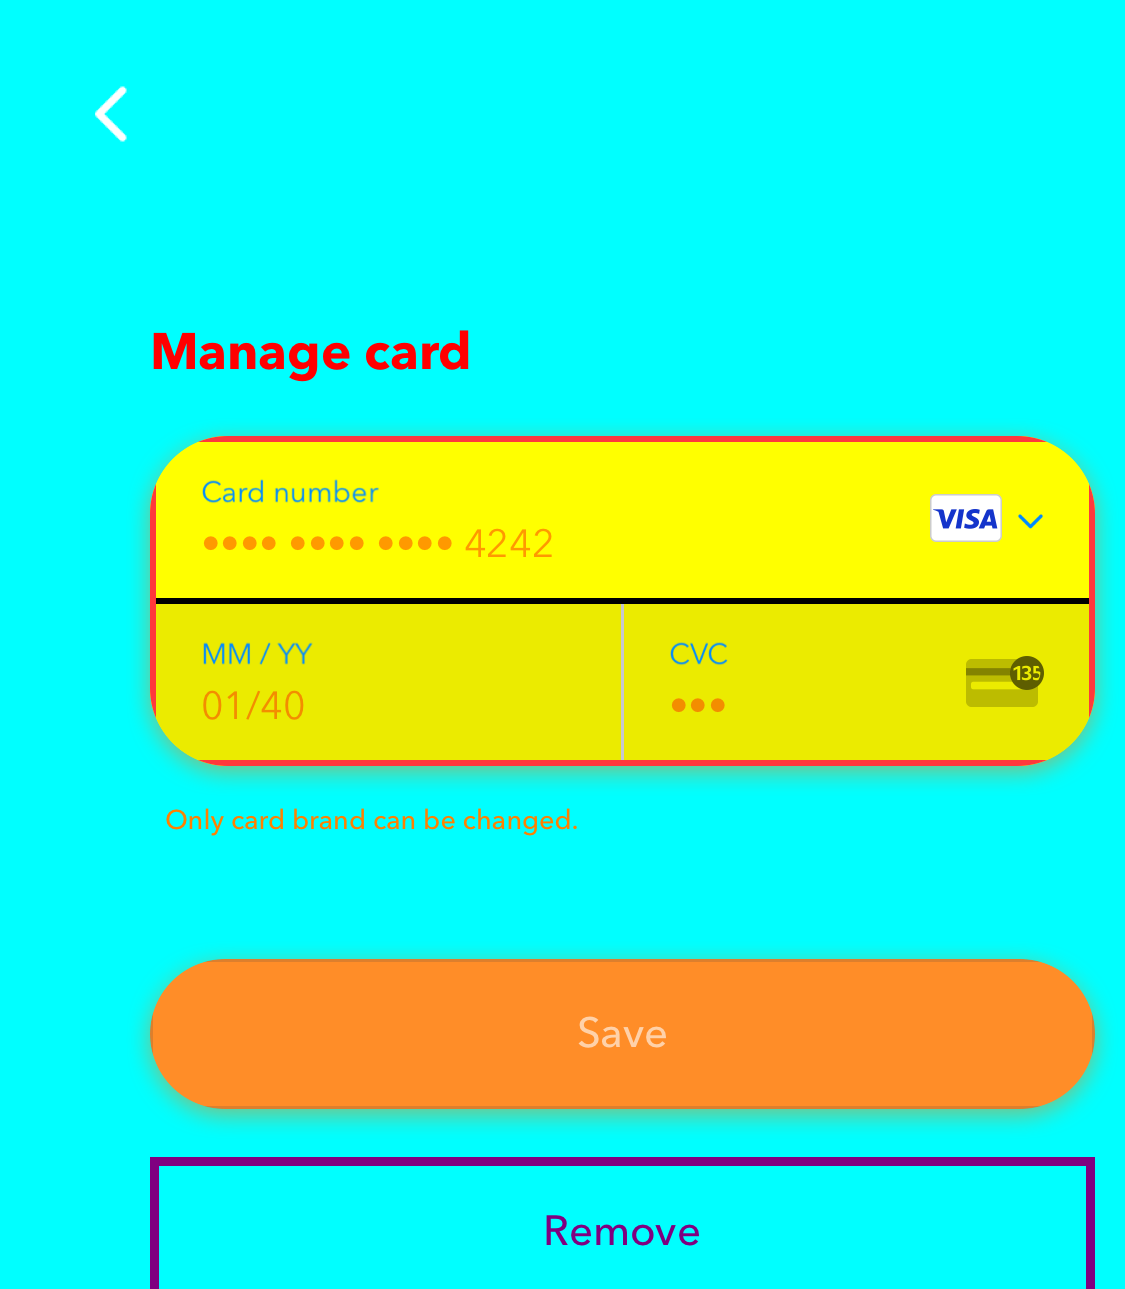 Manage card
Card number
•••• •••• •••• 4242
VISA
MM / YY
01/40
CVC
•••
135
Only card brand can be changed.
Save
Remove